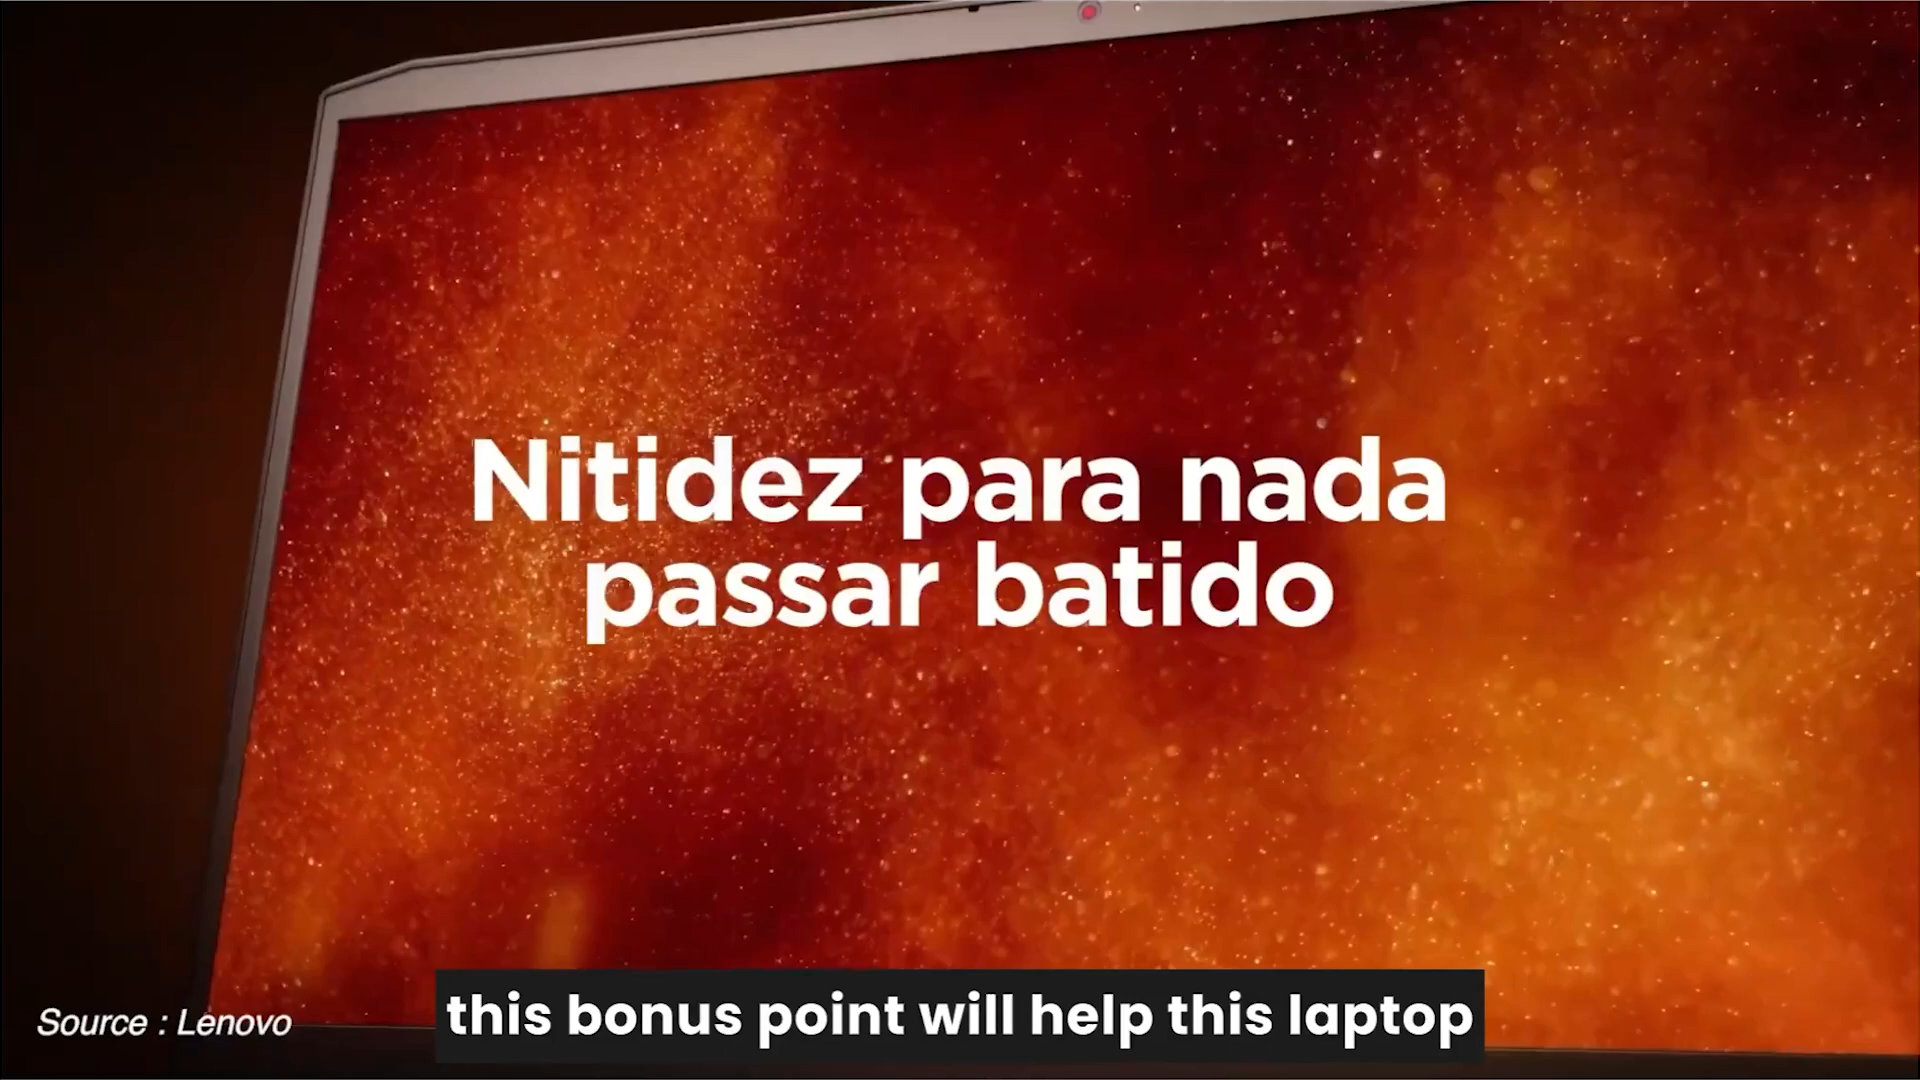 Nitidez para nada
passar batido
Source : Lenovo
this bonus point will help this laptop